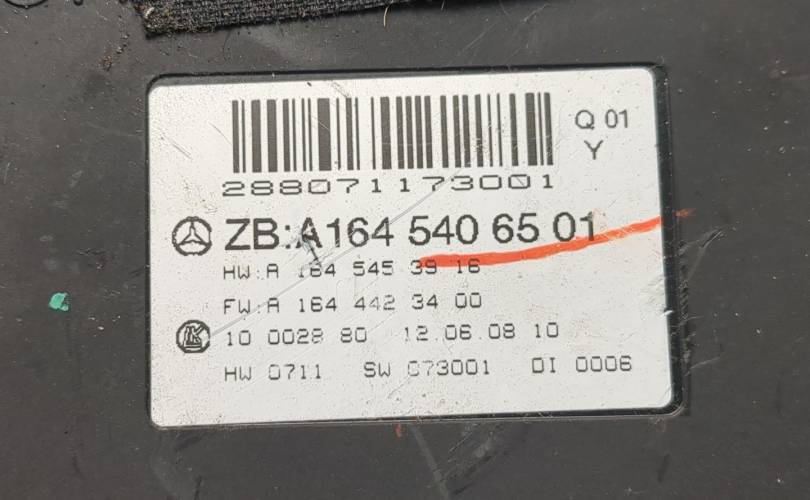 Q 01
Y
288071173001
ZB:A164 540 65 01
HW:A 164 545 39 16
FW:A 164 442 34 00
10 0028 80 12.06.08 10
HW 0711 SW 073001 DI 0006